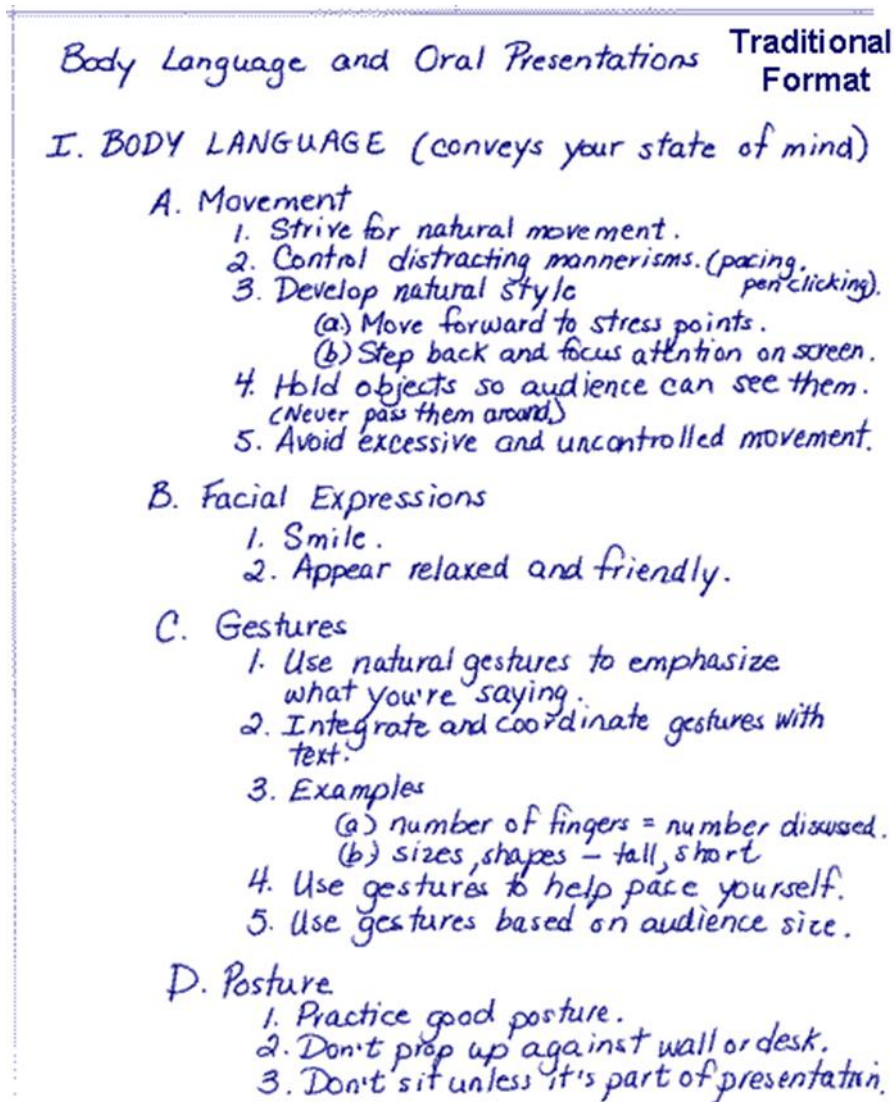 Body Language and Oral Presentations
Traditional
Format
I. BODY LANGUAGE (conveys your state of mind)
A. Movement
1. Strive for natural movement.
2. Control distracting mannerisms. (pacing,
pen clicking).
3. Develop natural style
(a) Move forward to stress points.
(b) Step back and focus attention on screen.
4. Hold objects so audience can see them.
(Never pass them around)
5. Avoid excessive and uncontrolled movement.
B. Facial Expressions
1. Smile.
2. Appear relaxed and friendly.
C. Gestures
1. Use natural gestures to emphasize
what you're saying.
2. Integrate and coordinate gestures with
text.
3. Examples
(a) number of fingers = number discussed.
(b) sizes, shapes – tall, short
4. Use gestures to help pace yourself.
5. Use gestures based on audience size.
D. Posture
1. Practice good posture.
2. Don't prop up against wall or desk.
3. Don't sit unless it's part of presentation.